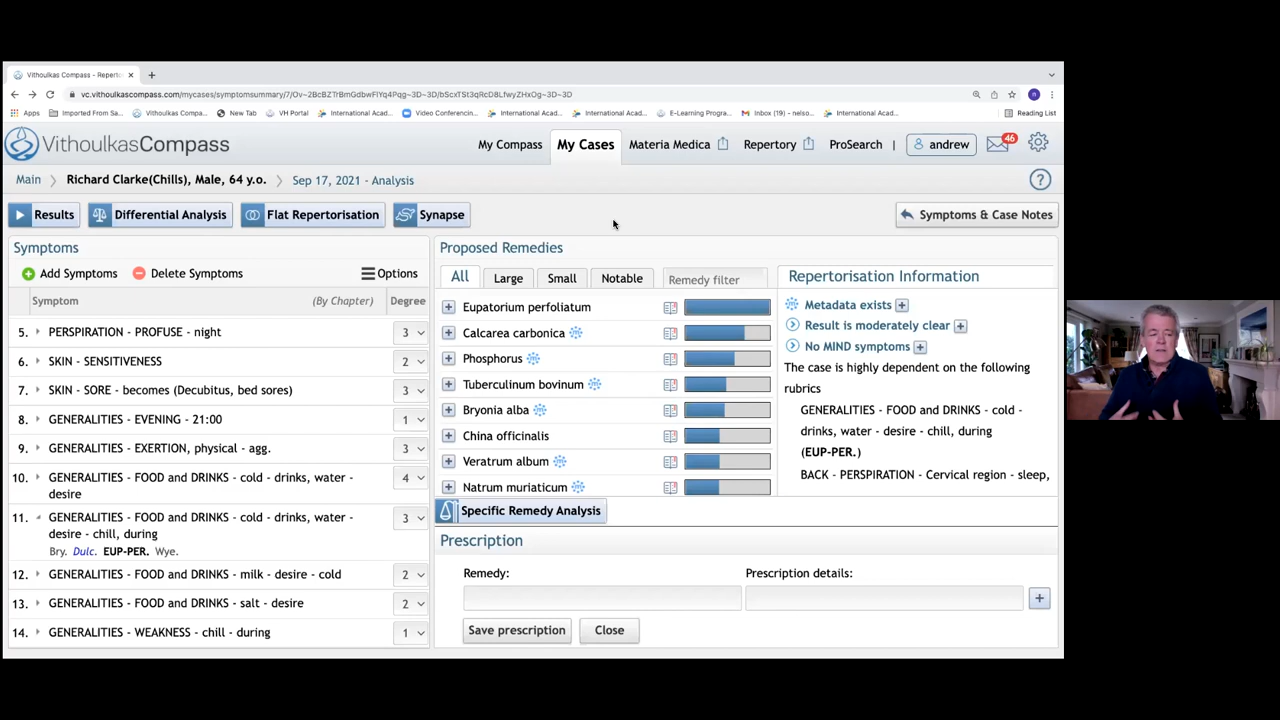 Vithoulkas Compass - Reperto
vc.vithoulkascompass.com/mycases/symptomsummary/7/
Apps
Imported From Sa...
Vithoulkas Compa...
New Tab
VH Portal
International Acad...
Video Conferencin...
International Acad...
International Acad...
E-Learning Progra...
Inbox (19) - nelso...
International Acad...
Reading List
VithoulkasCompass
My Compass
My Cases
Materia Medica
Repertory
ProSearch
andrew
46
Main
Richard Clarke(Chills), Male, 64 y.o.
Sep 17, 2021 - Analysis
?
Results
Differential Analysis
Flat Repertorisation
Synapse
Symptoms & Case Notes
Symptoms
Add Symptoms
Delete Symptoms
Options
Symptom
(By Chapter)
Degree
5. PERSPIRATION - PROFUSE - night 3
6. SKIN - SENSITIVENESS 2
7. SKIN - SORE - becomes (Decubitus, bed sores) 3
8. GENERALITIES - EVENING - 21:00 1
9. GENERALITIES - EXERTION, physical - agg. 3
10. GENERALITIES - FOOD and DRINKS - cold - drinks, water - 4
desire
11. GENERALITIES - FOOD and DRINKS - cold - drinks, water - 3
desire - chill, during
Bry. Dulc. EUP-PER. Wye.
12. GENERALITIES - FOOD and DRINKS - milk - desire - cold 2
13. GENERALITIES - FOOD and DRINKS - salt - desire 2
14. GENERALITIES - WEAKNESS - chill - during 1
Proposed Remedies
All
Large
Small
Notable
Remedy filter
Eupatorium perfoliatum
Calcarea carbonica
Phosphorus
Tuberculinum bovinum
Bryonia alba
China officinalis
Veratrum album
Natrum muriaticum
Specific Remedy Analysis
Repertorisation Information
Metadata exists
Result is moderately clear
No MIND symptoms
The case is highly dependent on the following
rubrics
GENERALITIES - FOOD and DRINKS - cold -
drinks, water - desire - chill, during
(EUP-PER.)
BACK - PERSPIRATION - Cervical region - sleep,
Prescription
Remedy:
Prescription details:
Save prescription
Close